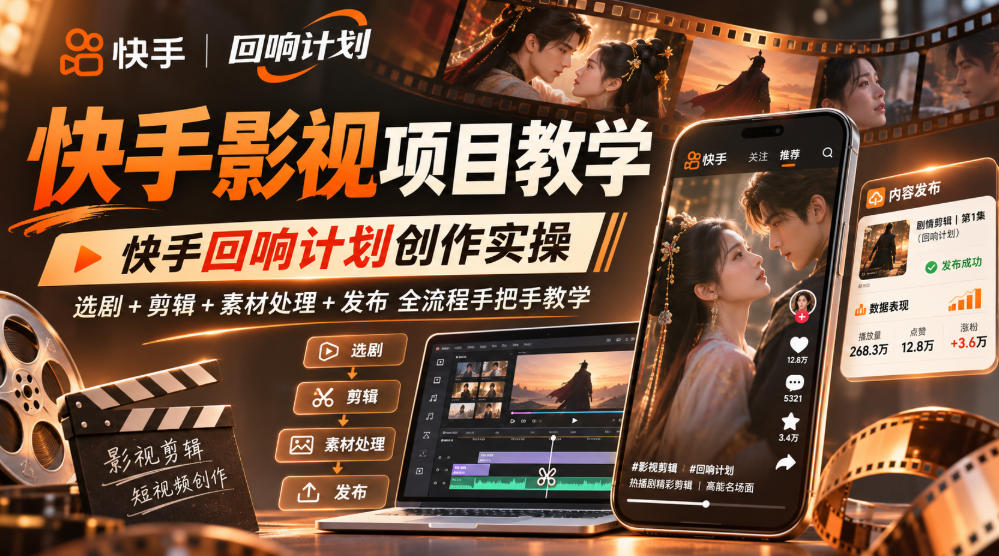 快手 | 回响计划
快手影视项目教学
快手回响计划创作实操
选剧+剪辑+素材处理+发布 全流程手把手教学
选剧
剪辑
素材处理
发布
影视剪辑
短视频创作
快手 关注 推荐
12.8万
5321
3.4万
#影视剪辑 #回响计划
热播剧精彩剪辑 | 高能名场面
内容发布
剧情剪辑 | 第1集
(回响计划)
发布成功
数据表现
播放量 点赞 涨粉
268.3万 12.8万 +3.6万